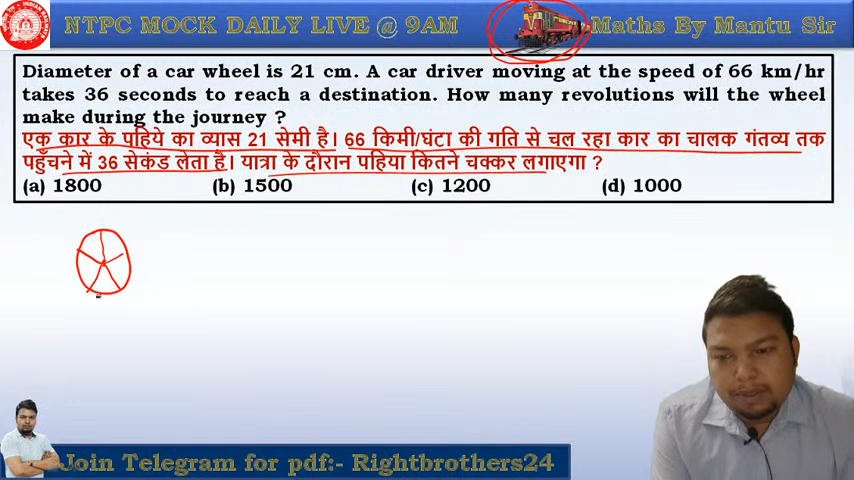 NTPC MOCK DAILY LIVE @ 9AM
Maths By Mantu Sir
Diameter of a car wheel is 21 cm. A car driver moving at the speed of 66 km/hr
takes 36 seconds to reach a destination. How many revolutions will the wheel
make during the journey ?
एक कार के पहिये का व्यास 21 सेमी है। 66 किमी/घंटा की गति से चल रहा कार का चालक गंतव्य तक
पहुँचने में 36 सेकंड लेता है। यात्रा के दौरान पहिया कितने चक्कर लगाएगा ?
(a) 1800 (b) 1500 (c) 1200 (d) 1000
Join Telegram for pdf:- Rightbrothers24